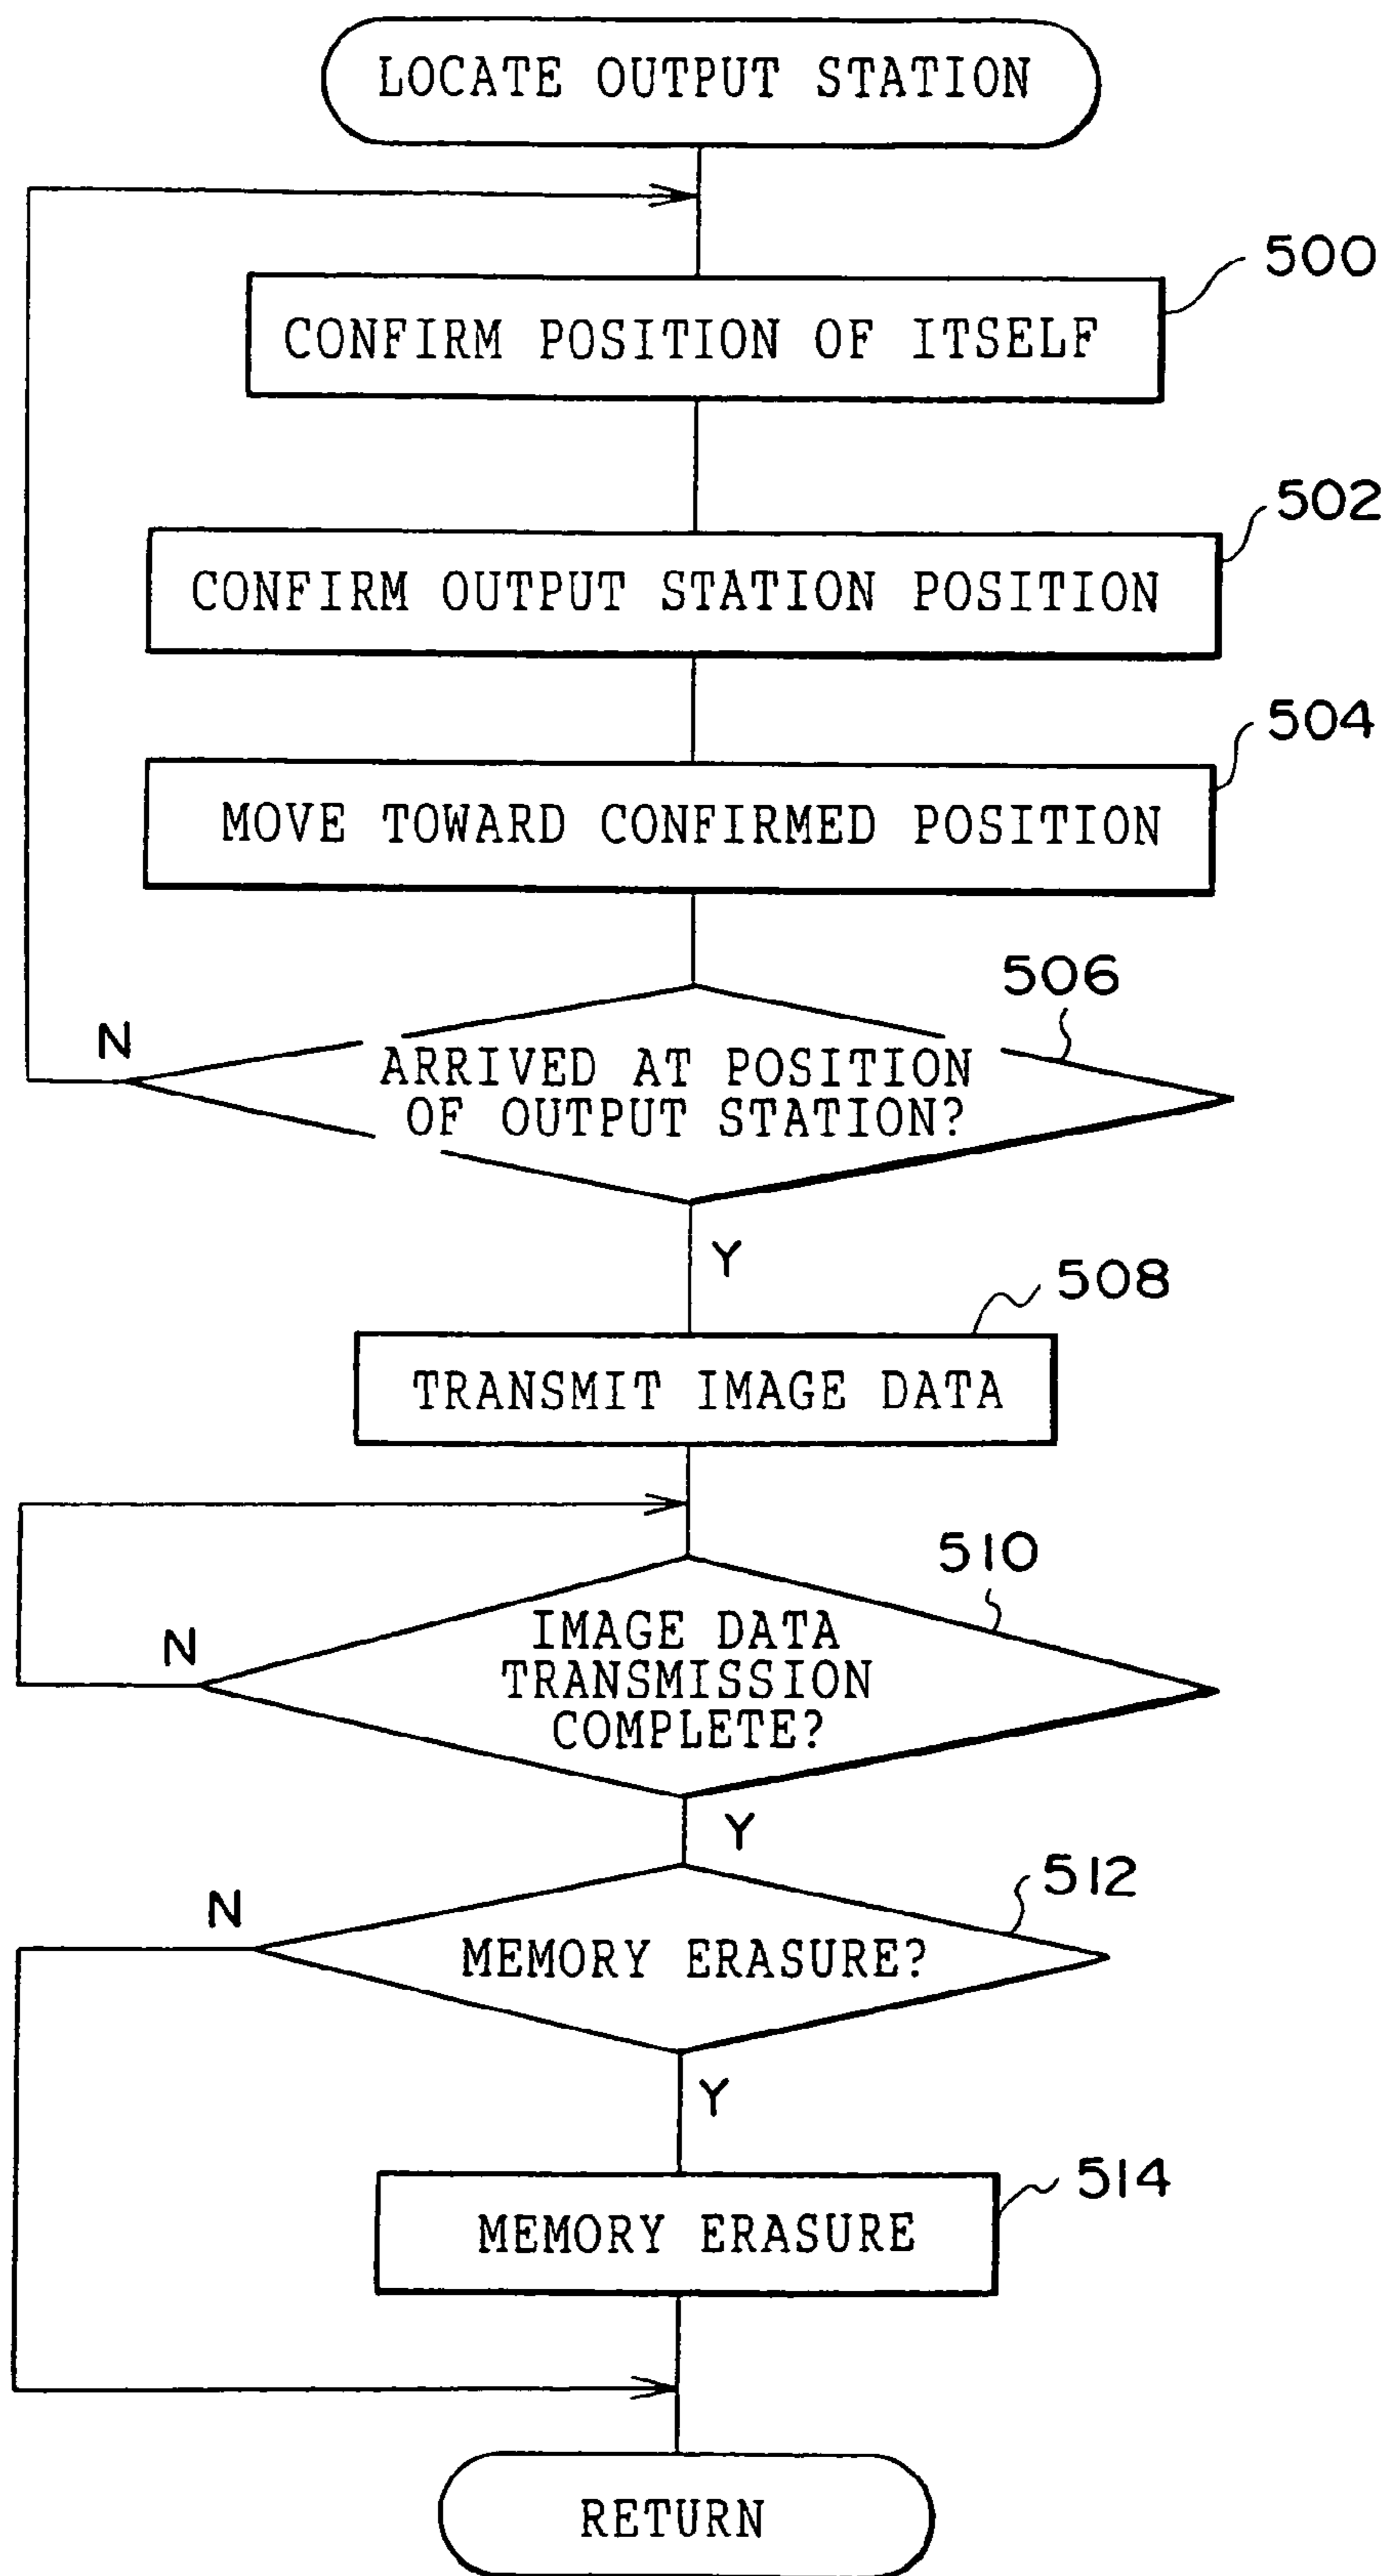 LOCATE OUTPUT STATION
500
CONFIRM POSITION OF ITSELF
502
CONFIRM OUTPUT STATION POSITION
504
MOVE TOWARD CONFIRMED POSITION
506
N
ARRIVED AT POSITION
OF OUTPUT STATION?
Y
508
TRANSMIT IMAGE DATA
510
N
IMAGE DATA
TRANSMISSION
COMPLETE?
Y
512
N
MEMORY ERASURE?
Y
514
MEMORY ERASURE
RETURN